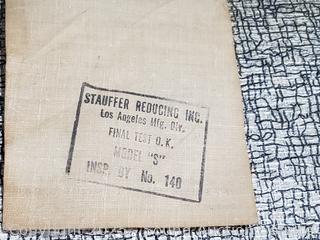 STAUFFER REDUCING INC.
Los Angeles Mfg. Div.
FINAL TEST O.K.
MODEL "S"
INSP. BY No. 140